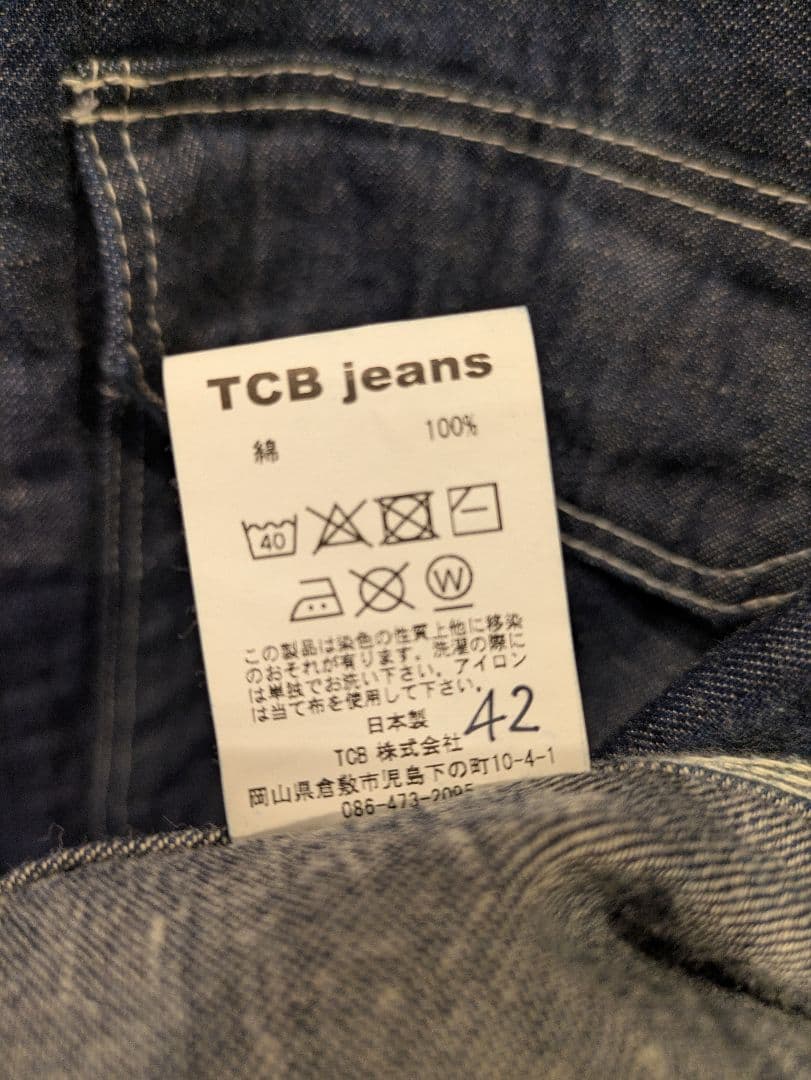 TCB jeans
綿 100%
40
W
この製品は染色の性質上他に移染
のおそれが有ります。洗濯の際に
は単独でお洗い下さい。アイロン
は当て布を使用して下さい。
日本製 42
TCB 株式会社
岡山県倉敷市児島下の町10-4-1
086-473-2095